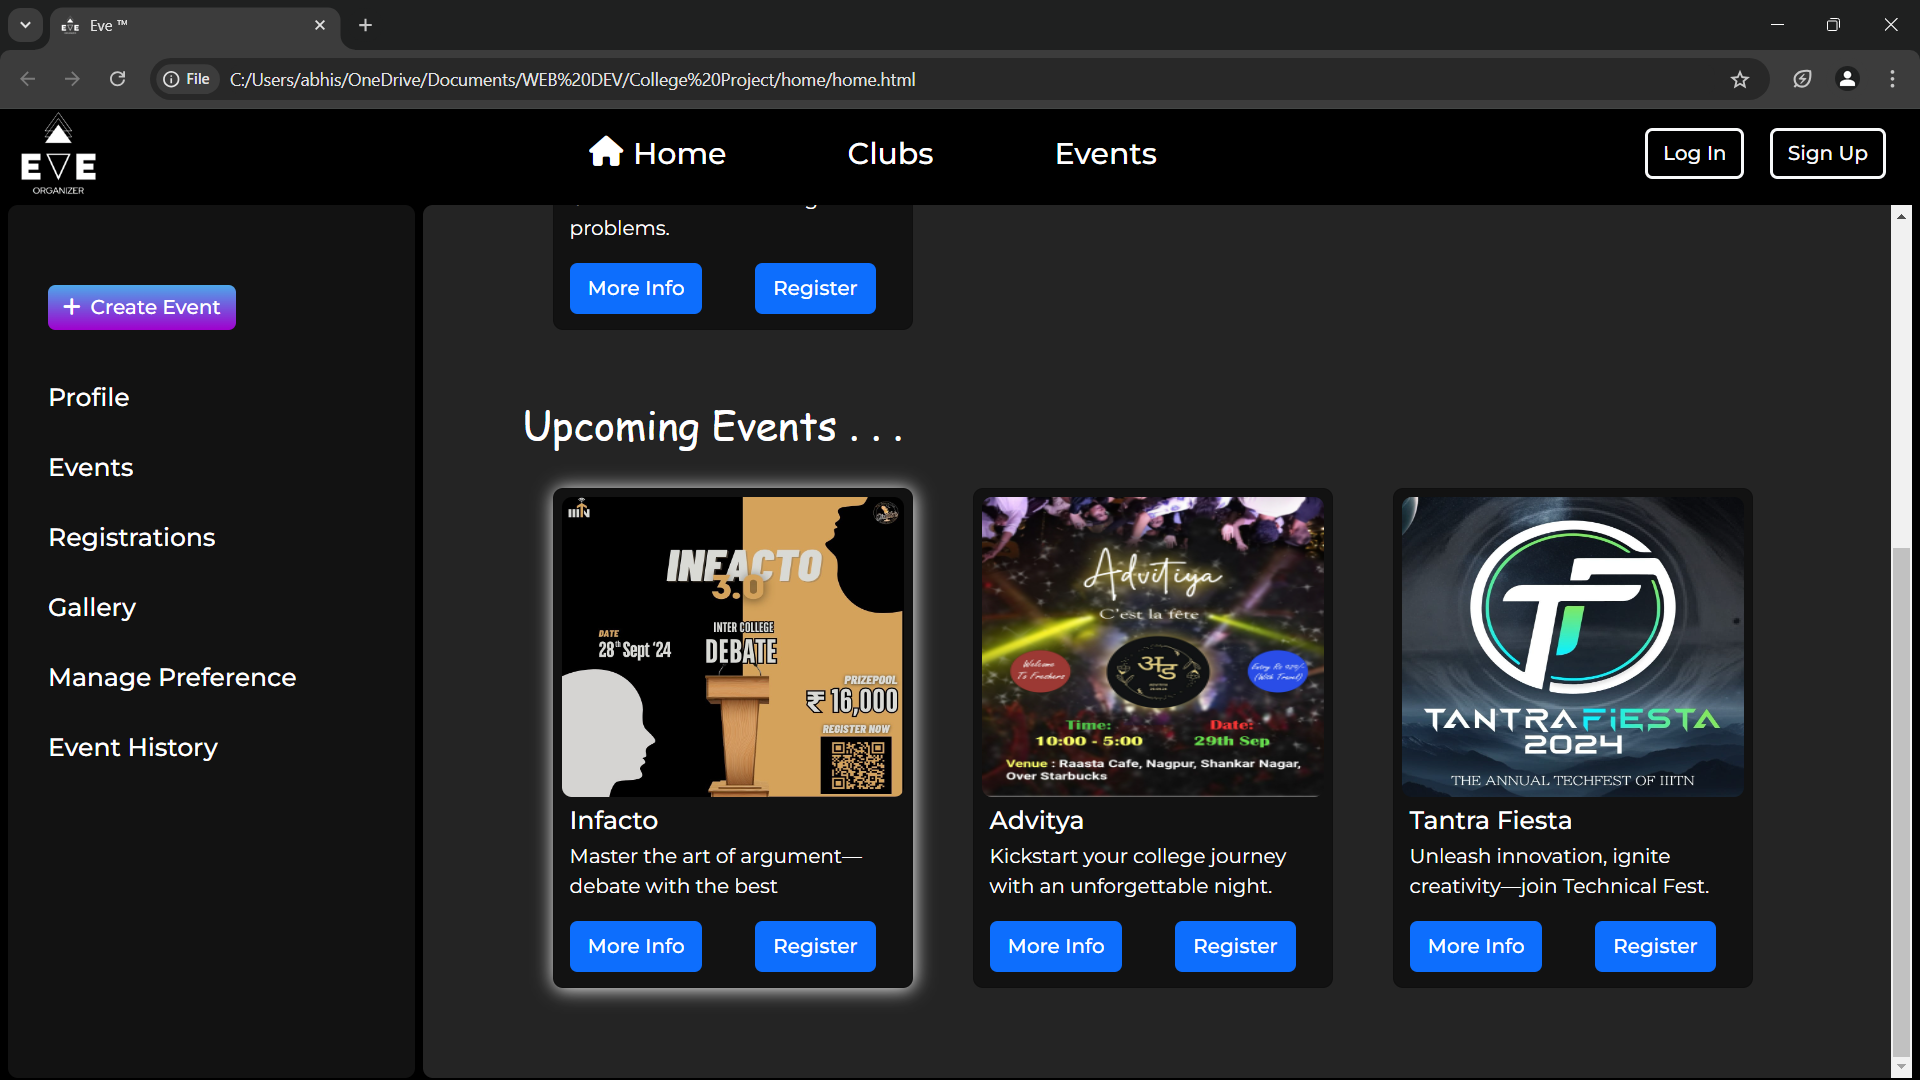 Eve ™
File
C:/Users/abhis/OneDrive/Documents/WEB%20DEV/College%20Project/home/home.html
EVE
ORGANIZER
Home
Clubs
Events
Log In
Sign Up
+ Create Event
Profile
Events
Registrations
Gallery
Manage Preference
Event History
problems.
More Info
Register
Upcoming Events . . .
IIITN
INFACTO
3.0
INTER COLLEGE
DEBATE
DATE
28th Sept '24
PRIZEPOOL
₹ 16,000
REGISTER NOW
Infacto
Master the art of argument—
debate with the best
More Info
Register
Advitiya
C'est la fête
Welcome
To Freshers
अद्वि
Entry Rs
(With Travel)
Time:
10:00 - 5:00
Date:
29th Sep
Venue : Raasta Cafe, Nagpur, Shankar Nagar,
Over Starbucks
Advitya
Kickstart your college journey
with an unforgettable night.
More Info
Register
TF
TANTRAFIESTA
2024
THE ANNUAL TECHFEST OF IIITN
Tantra Fiesta
Unleash innovation, ignite
creativity—join Technical Fest.
More Info
Register